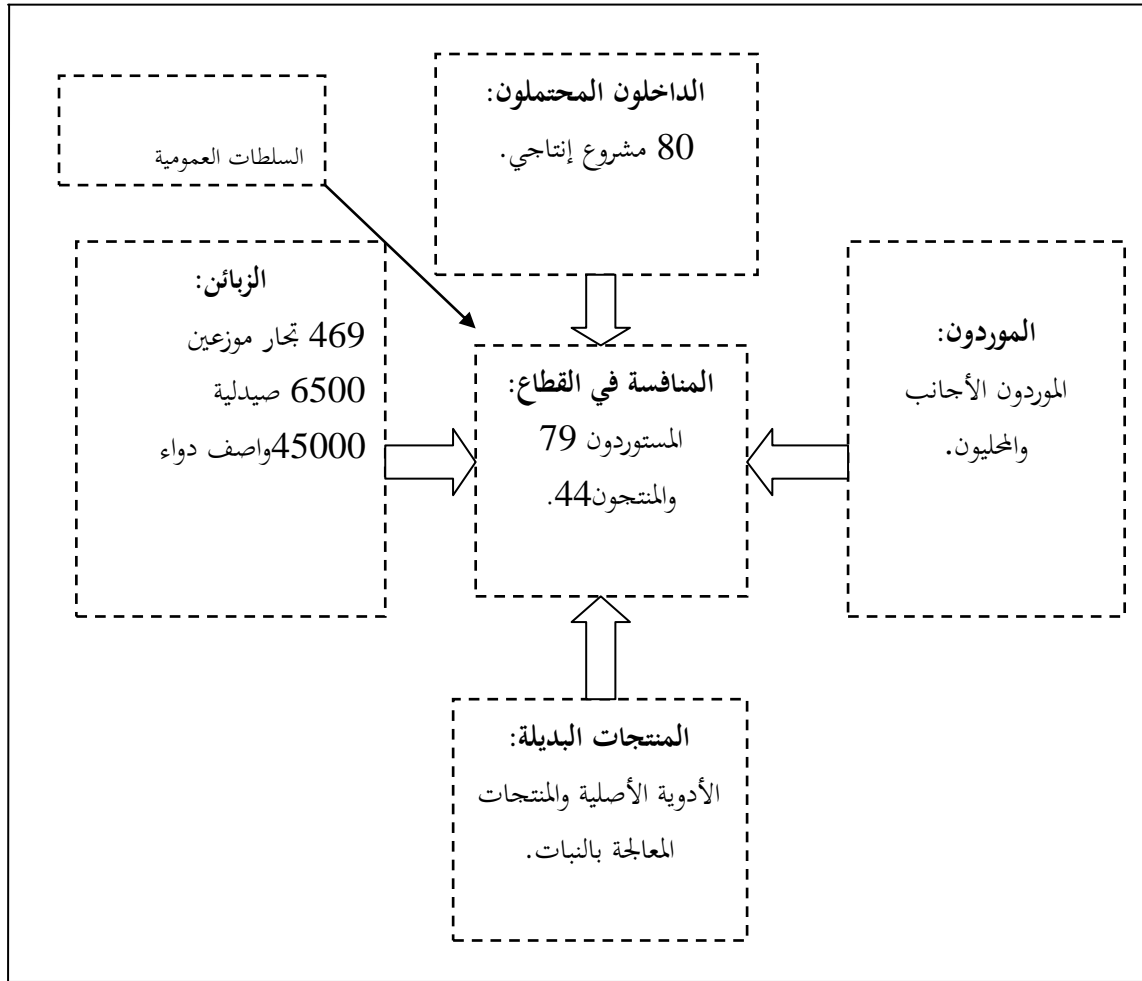 الداخلون المحتملون:
80 مشروع إنتاجي.
السلطات العمومية
الموردون:
الموردون الأجانب
والمحليون.
المنافسة في القطاع:
المستوردون 79
والمنتجون44.
الزبائن:
469 تجار موزعين
6500 صيدلية
45000واصف دواء
المنتجات البديلة:
الأدوية الأصلية والمنتجات
المعالجة بالنبات.